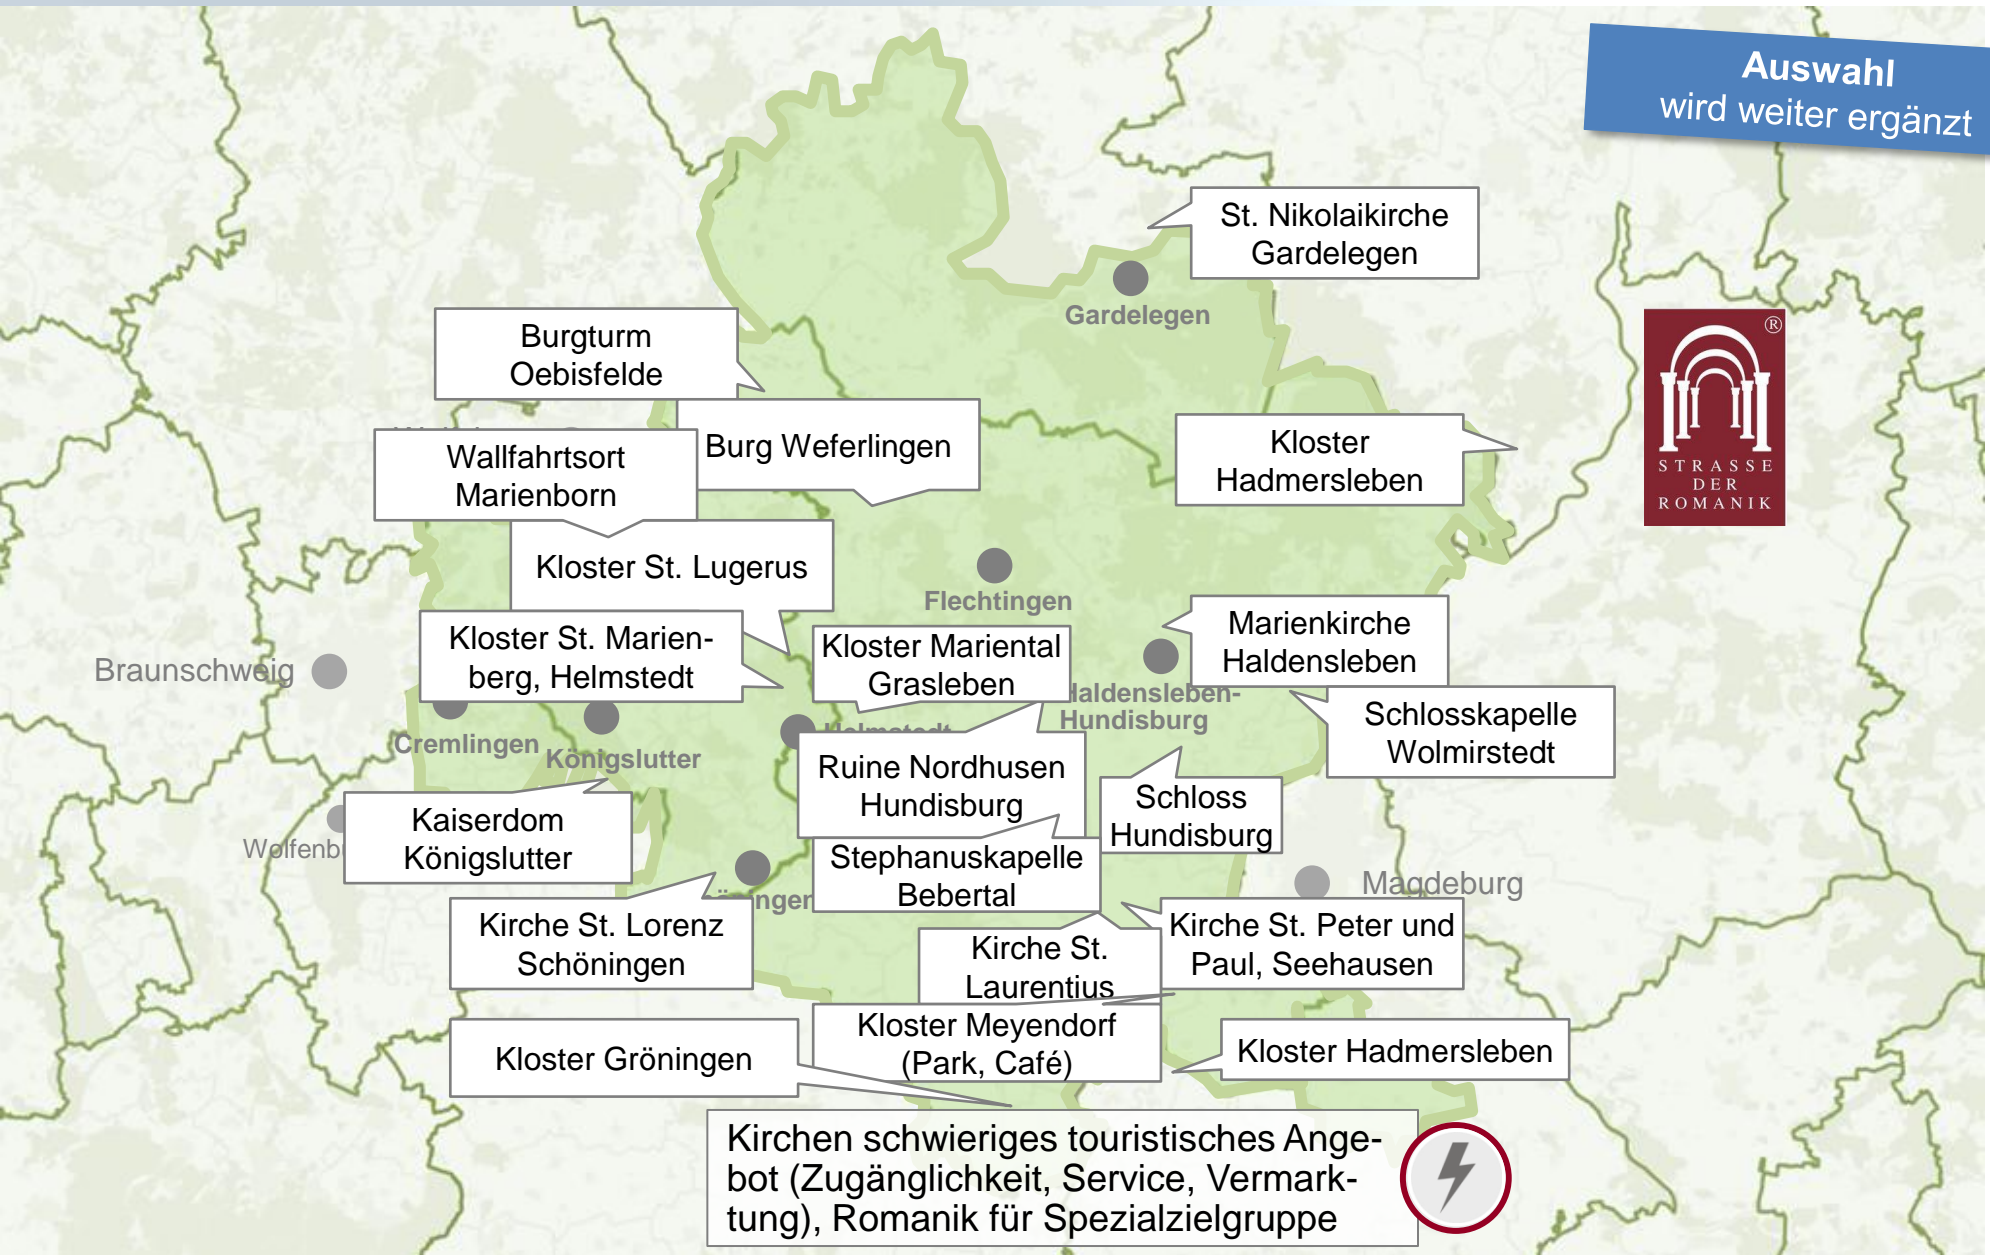 Auswahl
wird weiter ergänzt
St. Nikolaikirche
Gardelegen
Gardelegen
Burgturm
Oebisfelde
®
STRASSE
DER
ROMANIK
Burg Weferlingen
Kloster
Hadmersleben
Wallfahrtsort
Marienborn
Kloster St. Lugerus
Flechtingen
Kloster St. Marien-
berg, Helmstedt
Kloster Mariental
Grasleben
Marienkirche
Haldensleben
Braunschweig
Haldensleben-
Hundisburg
Schlosskapelle
Wolmirstedt
Cremlingen
Königslutter
Helmstedt
Ruine Nordhusen
Hundisburg
Schloss
Hundisburg
Kaiserdom
Königslutter
Stephanuskapelle
Bebertal
Magdeburg
Kirche St. Lorenz
Schöningen
Kirche St.
Laurentius
Kirche St. Peter und
Paul, Seehausen
Kloster Gröningen
Kloster Meyendorf
(Park, Café)
Kloster Hadmersleben
Kirchen schwieriges touristisches Ange-
bot (Zugänglichkeit, Service, Vermark-
tung), Romanik für Spezialzielgruppe